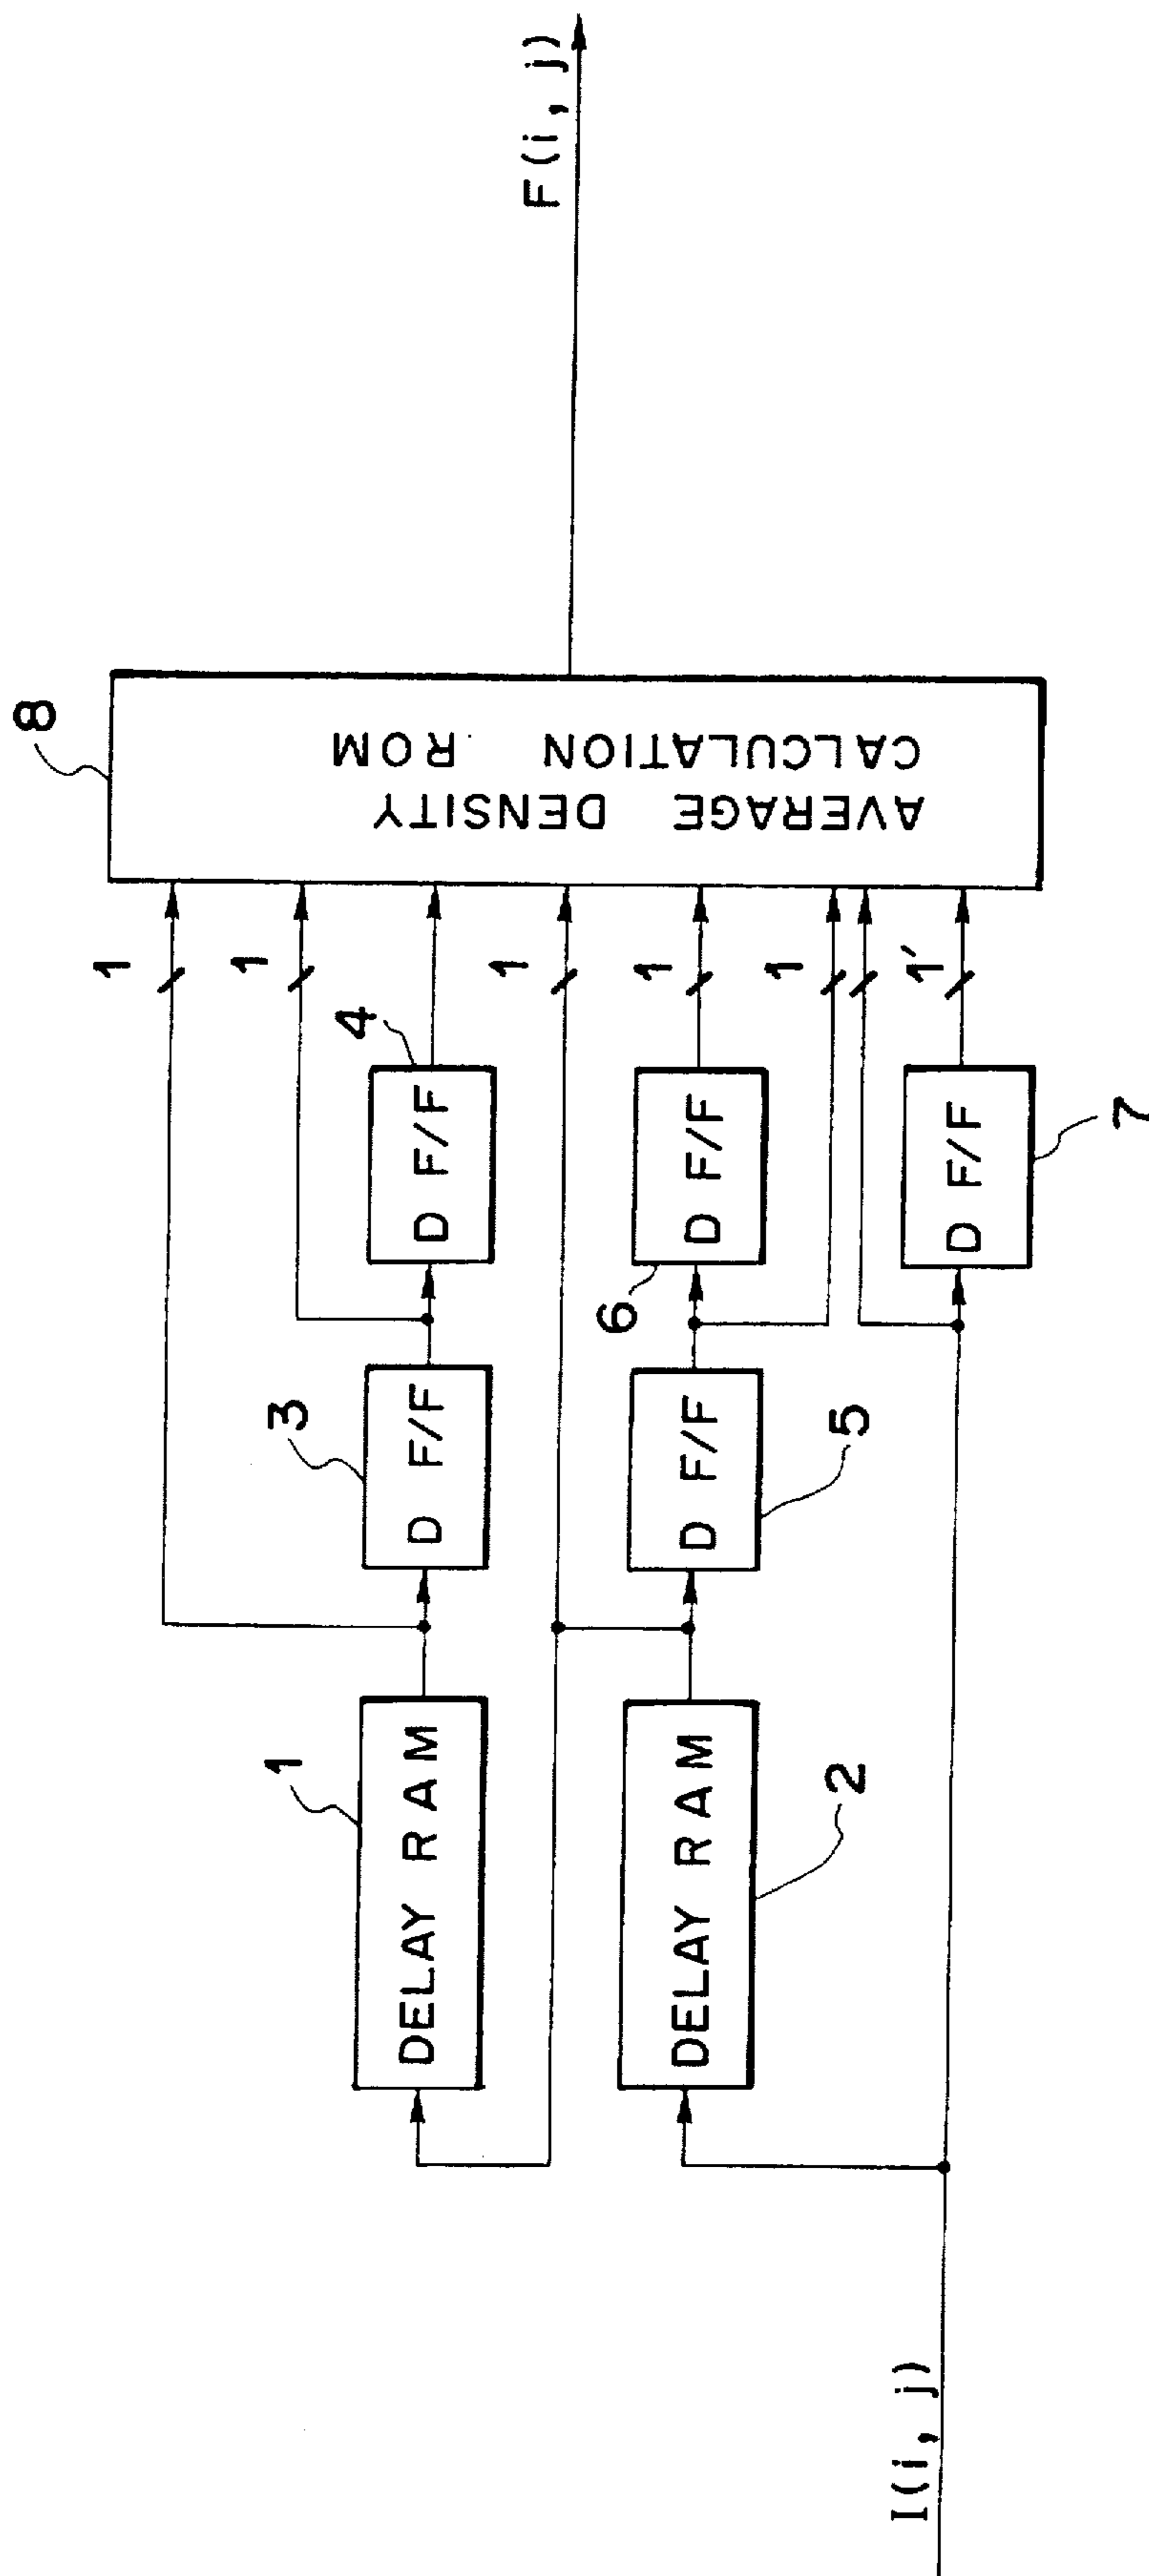 I(i, j)
DELAY RAM
1
DELAY RAM
2
D F/F
3
D F/F
4
D F/F
5
D F/F
6
D F/F
7
1
1
1
1
1
1'
AVERAGE DENSITY
CALCULATION ROM
8
F(i, j)